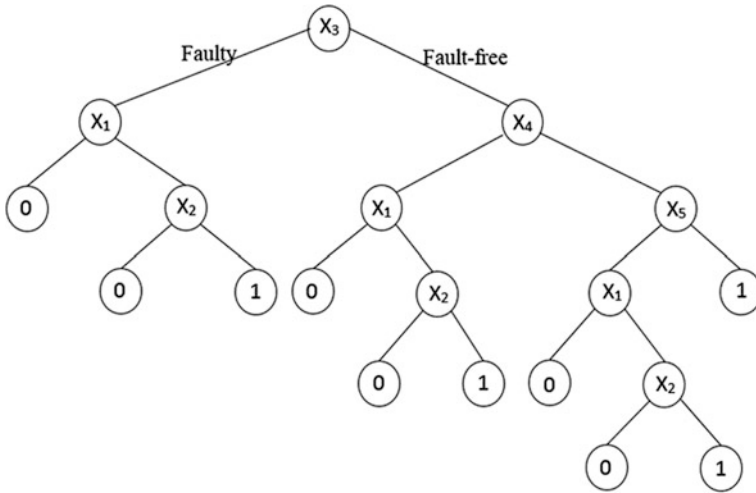 X₃
Faulty Fault-free
X₁ X₄
0 X₂ X₁ X₅
0 1 0 X₂ X₁ 1
0 1 0 X₂
0 1